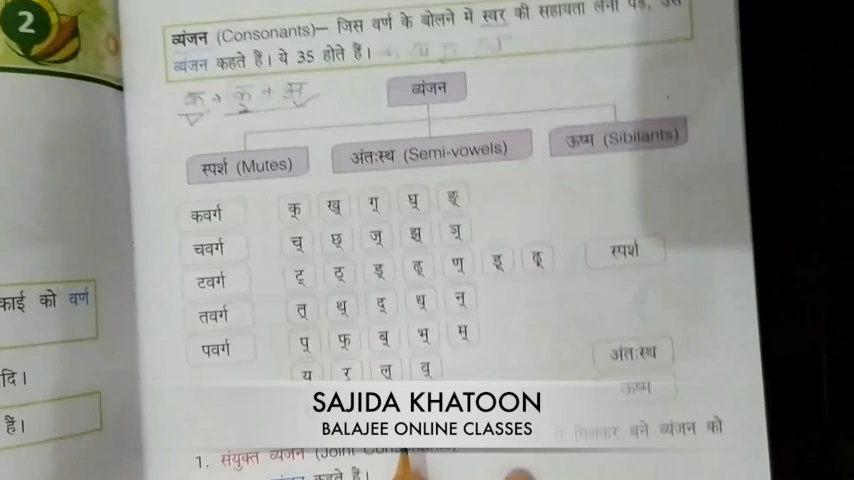 2
व्यंजन (Consonants)— जिस वर्ण के बोलने में स्वर की सहायता लेनी पड़े, उसे
व्यंजन कहते हैं। ये 35 होते हैं।
व्यंजन
स्पर्श (Mutes) अंतःस्थ (Semi-vowels) ऊष्म (Sibilants)
कवर्ग क् ख् ग् घ् ङ्
चवर्ग च् छ् ज् झ् ञ्
टवर्ग ट् ठ् ड् ढ् ण् ड़् ढ़् स्पर्श
तवर्ग त् थ् द् ध् न्
पवर्ग प् फ् ब् भ् म्
य् र् ल् व् अंतःस्थ
ऊष्म
SAJIDA KHATOON
BALAJEE ONLINE CLASSES
से मिलकर बने व्यंजन को
1. संयुक्त व्यंजन (Joint
कहते हैं।
काई को वर्ण
दि।
हैं।